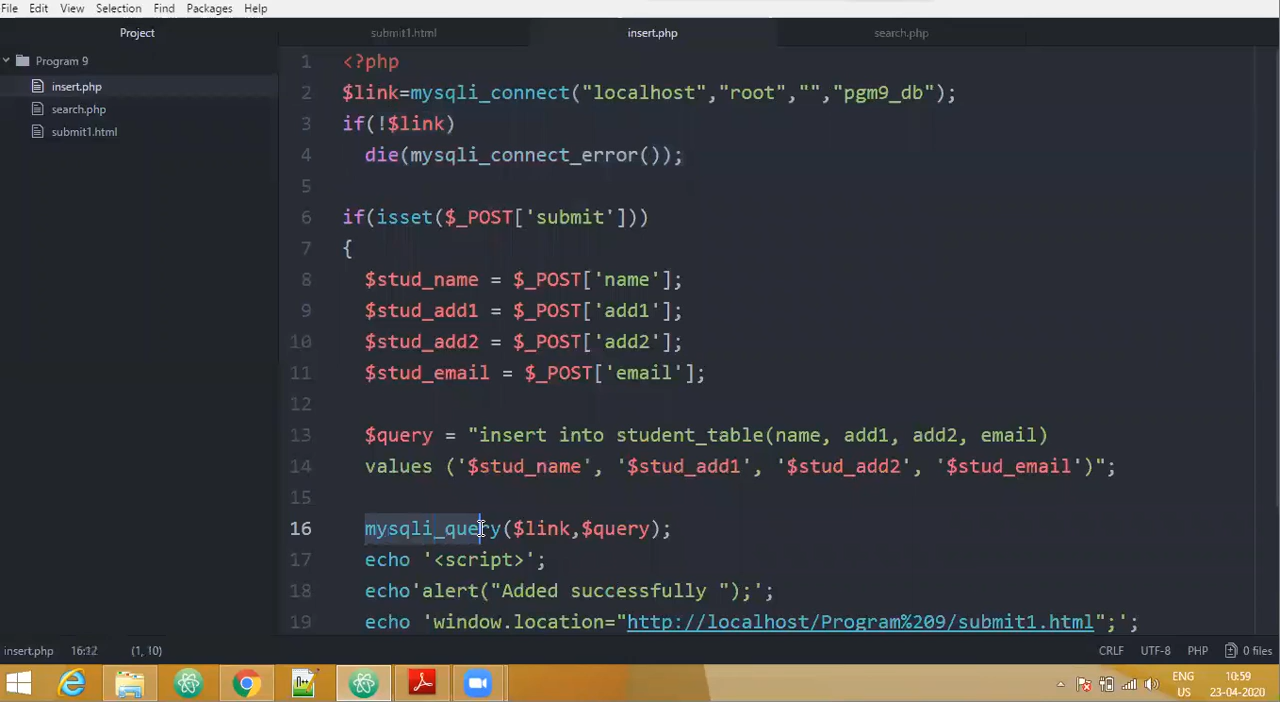 File Edit View Selection Find Packages Help
Project submit1.html insert.php search.php
Program 9
insert.php
search.php
submit1.html
1 <?php
2 $link=mysqli_connect("localhost","root","","pgm9_db");
3 if(!$link)
4 die(mysqli_connect_error());
5
6 if(isset($_POST['submit']))
7 {
8 $stud_name = $_POST['name'];
9 $stud_add1 = $_POST['add1'];
10 $stud_add2 = $_POST['add2'];
11 $stud_email = $_POST['email'];
12
13 $query = "insert into student_table(name, add1, add2, email)
14 values ('$stud_name', '$stud_add1', '$stud_add2', '$stud_email')";
15
16 mysqli_query($link,$query);
17 echo '<script>';
18 echo'alert("Added successfully ");';
19 echo 'window.location="http://localhost/Program%209/submit1.html";';
insert.php 16:12 (1, 10) CRLF UTF-8 PHP 0 files
ENG 10:59
US 23-04-2020